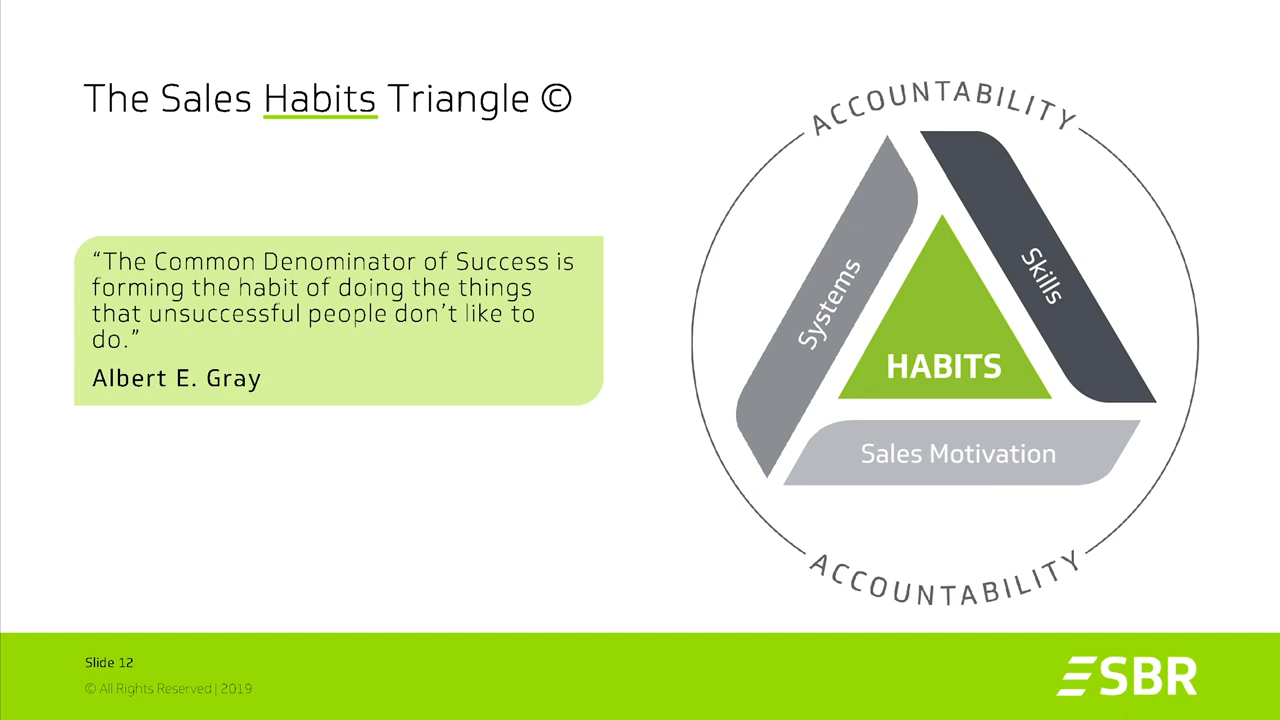 The Sales Habits Triangle ©
“The Common Denominator of Success is
forming the habit of doing the things
that unsuccessful people don’t like to
do.”
Albert E. Gray
ACCOUNTABILITY
Systems
Skills
HABITS
Sales Motivation
ACCOUNTABILITY
Slide 12
© All Rights Reserved | 2019
SBR